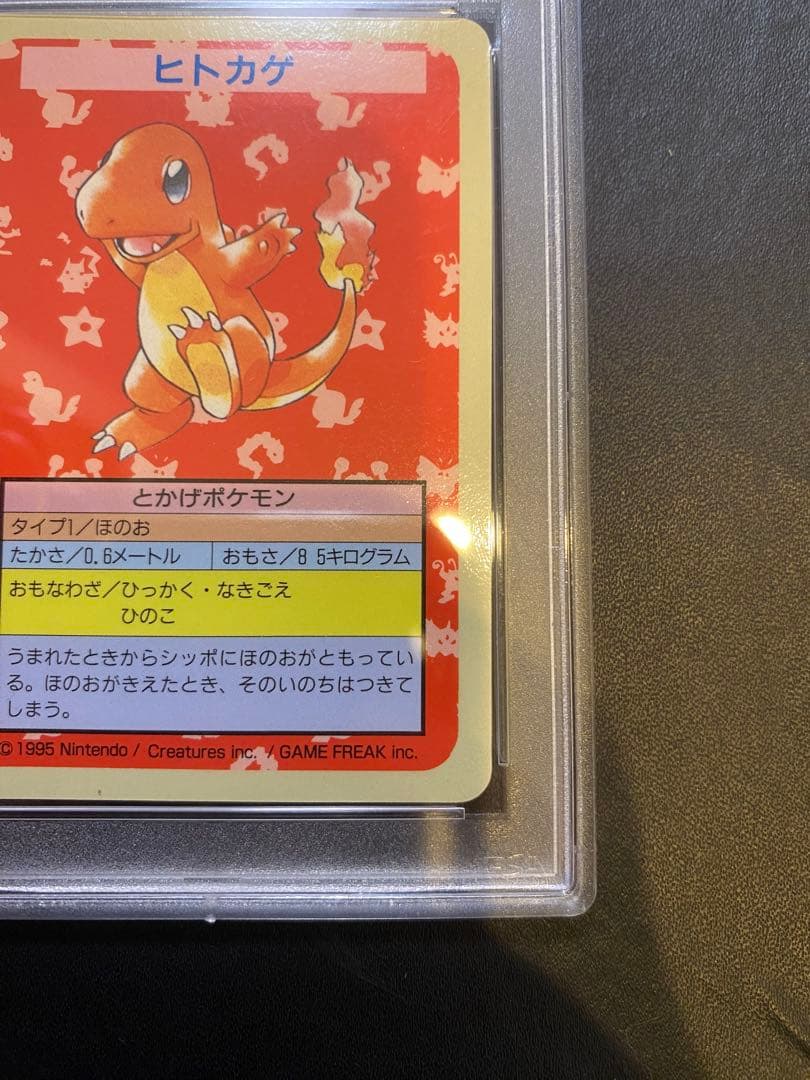 ヒトカゲ
とかげポケモン
タイプ1/ほのお
たかさ/0.6メートル おもさ/8 5キログラム
おもなわざ/ひっかく・なきごえ
ひのこ
うまれたときからシッポにほのおがともってい
る。ほのおがきえたとき、そのいのちはつきて
しまう。
©1995 Nintendo / Creatures inc. / GAME FREAK inc.